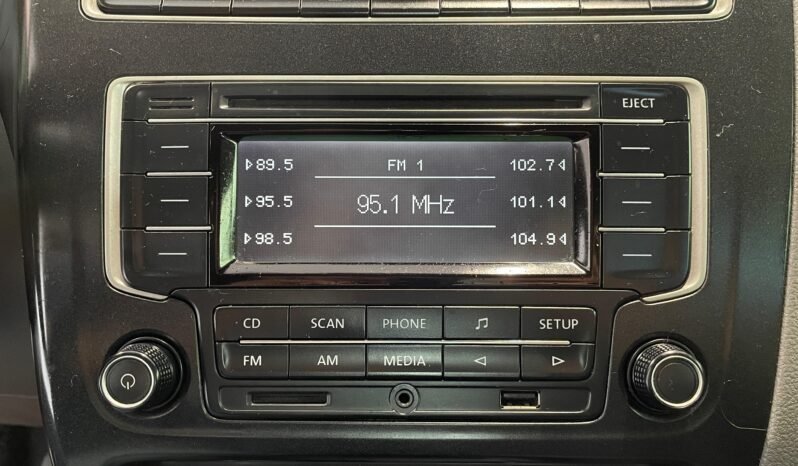 EJECT
▷89.5 FM 1 102.7◁
▷95.5 95.1 MHz 101.1◁
▷98.5 104.9◁
CD SCAN PHONE SETUP
FM AM MEDIA